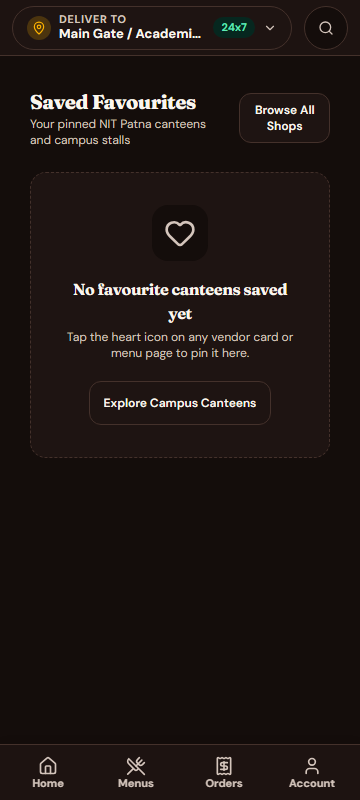 DELIVER TO
Main Gate / Academi...
24x7
Saved Favourites
Your pinned NIT Patna canteens
and campus stalls
Browse All
Shops
No favourite canteens saved
yet
Tap the heart icon on any vendor card or
menu page to pin it here.
Explore Campus Canteens
Home
Menus
Orders
Account